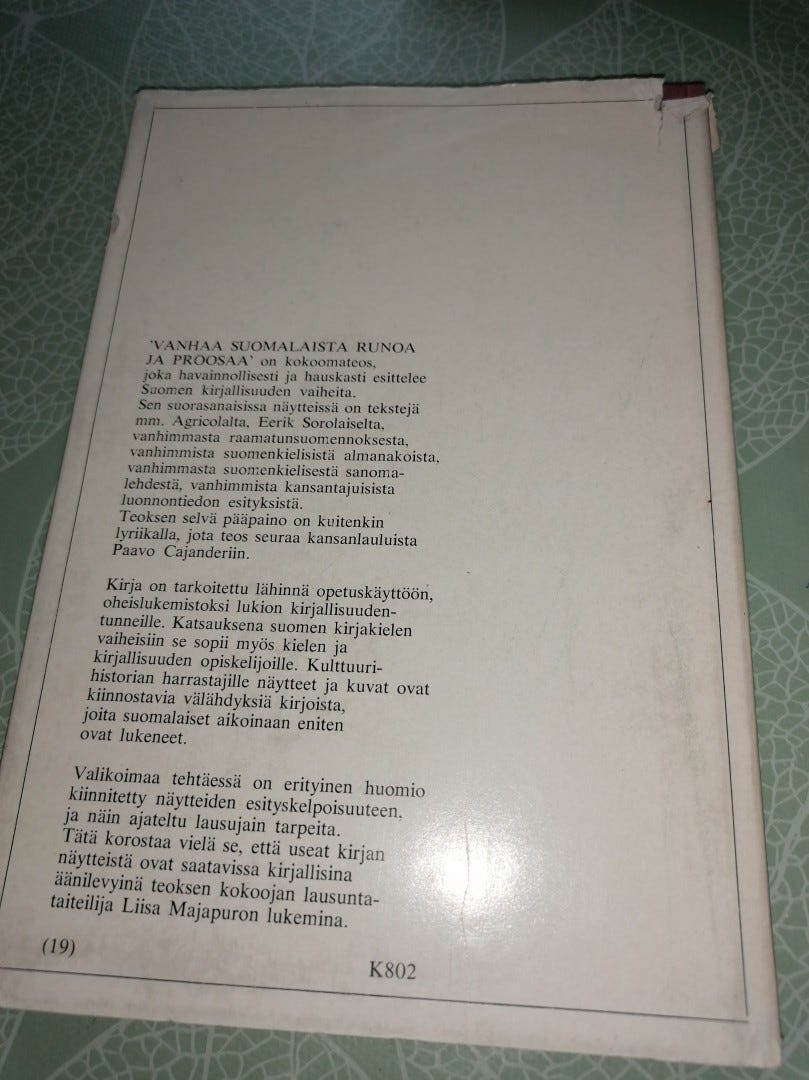 'VANHAA SUOMALAISTA RUNOA
JA PROOSAA' on kokoomateos,
joka havainnollisesti ja hauskasti esittelee
Suomen kirjallisuuden vaiheita.
Sen suorasanaisissa näytteissä on tekstejä
mm. Agricolalta, Eerik Sorolaiselta,
vanhimmasta raamatunsuomennoksesta,
vanhimmista suomenkielisistä almanakoista,
vanhimmasta suomenkielisestä sanoma-
lehdestä, vanhimmista kansantajuisista
luonnontiedon esityksistä.
Teoksen selvä pääpaino on kuitenkin
lyriikalla, jota teos seuraa kansanlauluista
Paavo Cajanderiin.
Kirja on tarkoitettu lähinnä opetuskäyttöön,
oheislukemistoksi lukion kirjallisuuden-
tunneille. Katsauksena suomen kirjakielen
vaiheisiin se sopii myös kielen ja
kirjallisuuden opiskelijoille. Kulttuuri-
historian harrastajille näytteet ja kuvat ovat
kiinnostavia välähdyksiä kirjoista,
joita suomalaiset aikoinaan eniten
ovat lukeneet.
Valikoimaa tehtäessä on erityinen huomio
kiinnitetty näytteiden esityskelpoisuuteen,
ja näin ajateltu lausujain tarpeita.
Tätä korostaa vielä se, että useat kirjan
näytteistä ovat saatavissa kirjallisina
äänilevyinä teoksen kokoojan lausunta-
taiteilija Liisa Majapuron lukemina.
(19)
K802